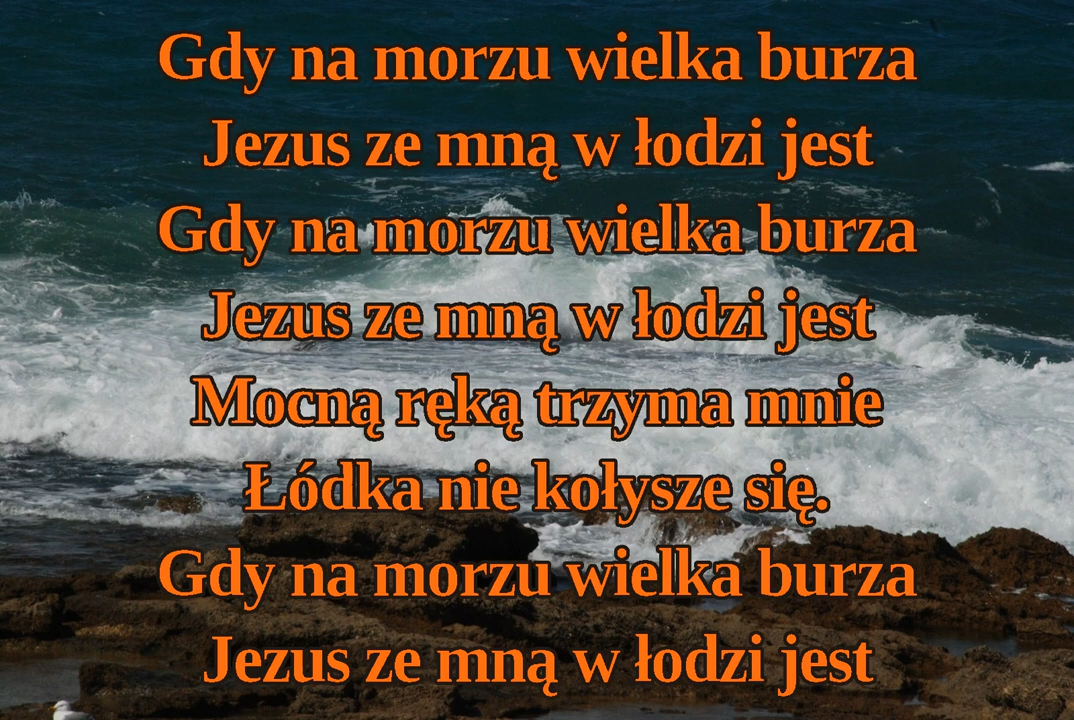 Gdy na morzu wielka burza
Jezus ze mną w łodzi jest
Gdy na morzu wielka burza
Jezus ze mną w łodzi jest
Mocną ręką trzyma mnie
Łódka nie kołysze się.
Gdy na morzu wielka burza
Jezus ze mną w łodzi jest